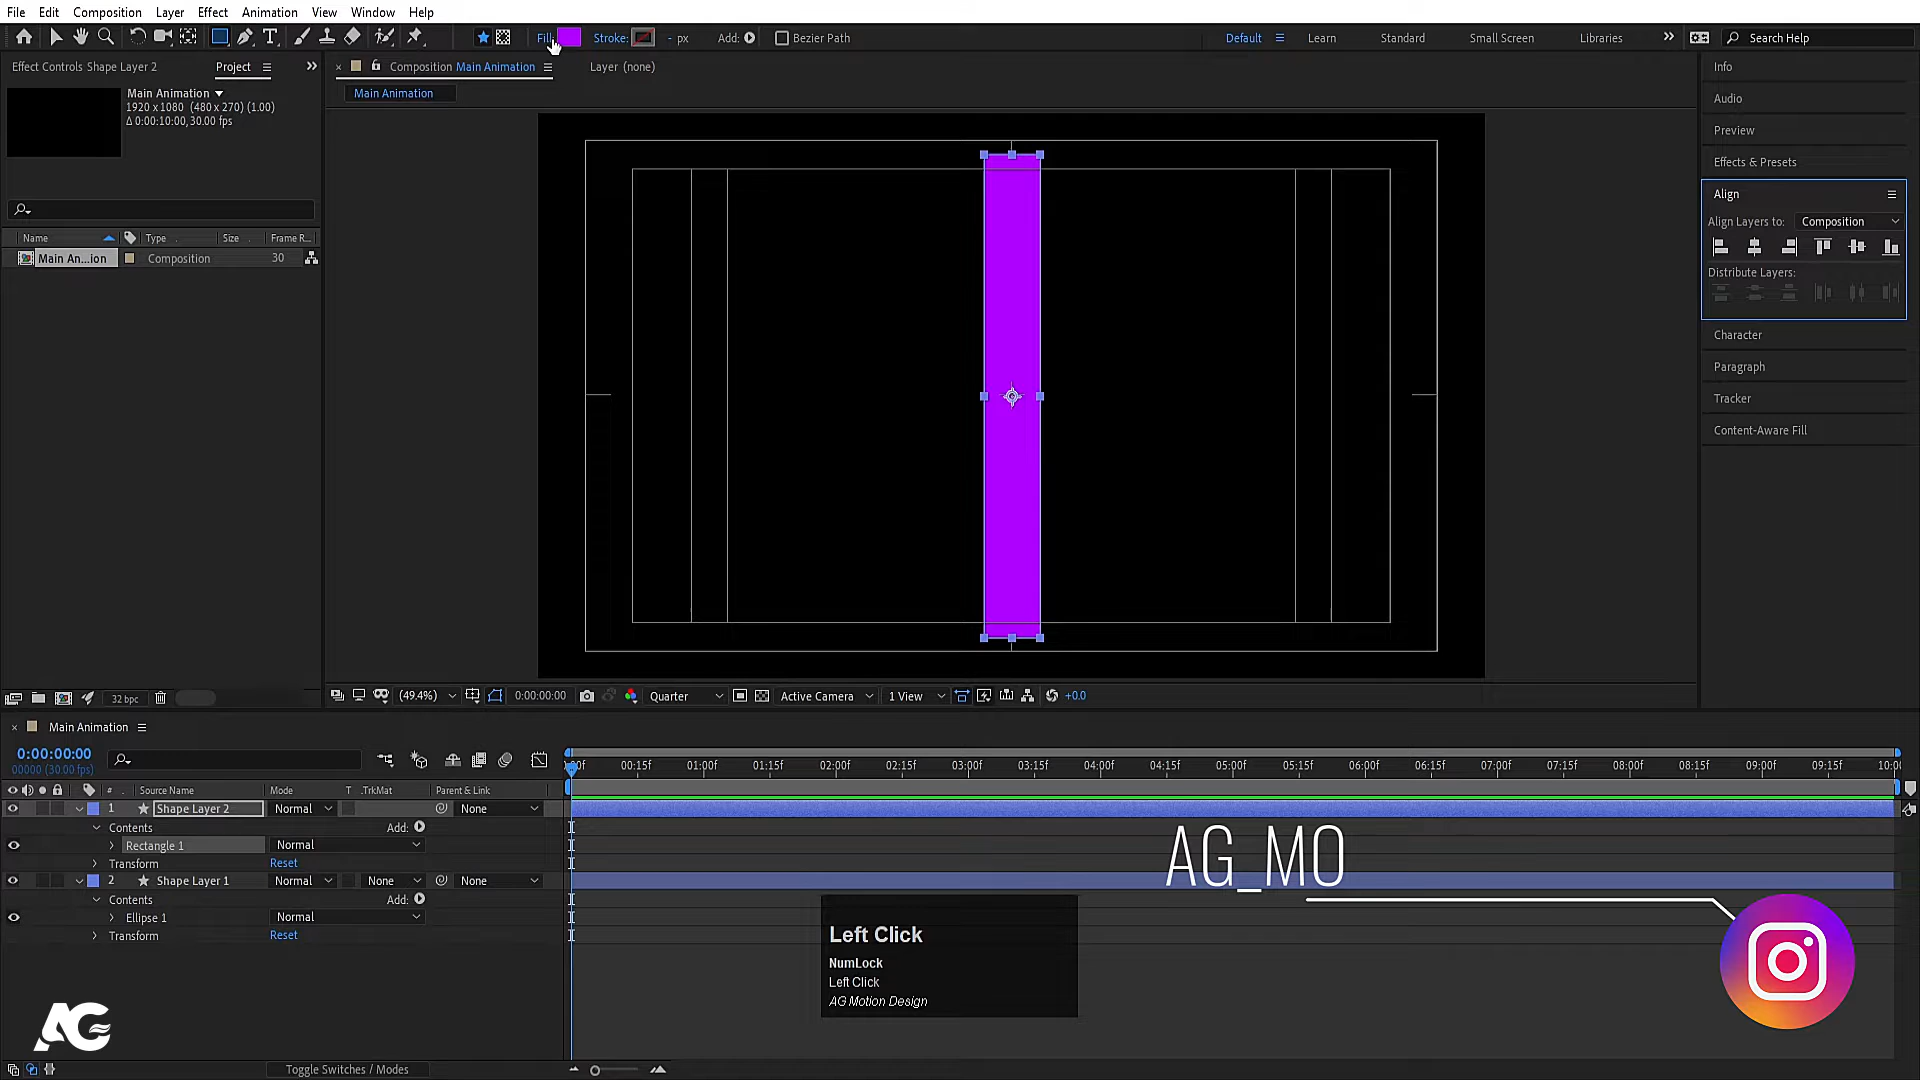 File Edit Composition Layer Effect Animation View Window Help
Fill Stroke: - px Add: Bezier Path Default Learn Standard Small Screen Libraries Search Help
Effect Controls Shape Layer 2 Project Composition Main Animation Layer (none) Info
Main Animation
1920 x 1080 (480 x 270) (1.00)
Δ 0:00:10:00, 30.00 fps
Main Animation
Audio
Preview
Effects & Presets
Align
Align Layers to: Composition
Distribute Layers:
Character
Paragraph
Tracker
Content-Aware Fill
Name Type Size Frame R...
Main An...ion Composition 30
32 bpc
(49.4%) 0:00:00:00 Quarter Active Camera 1 View +0.0
Main Animation
0:00:00:00
00000 (30.00 fps)
:00f 00:15f 01:00f 01:15f 02:00f 02:15f 03:00f 03:15f 04:00f 04:15f 05:00f 05:15f 06:00f 06:15f 07:00f 07:15f 08:00f 08:15f 09:00f 09:15f 10:00
# Source Name Mode T .TrkMat Parent & Link
1 Shape Layer 2 Normal None
Contents Add:
Rectangle 1 Normal
Transform Reset
2 Shape Layer 1 Normal None None
Contents Add:
Ellipse 1 Normal
Transform Reset
AG_MO
Left Click
NumLock
Left Click
AG Motion Design
AG
Toggle Switches / Modes